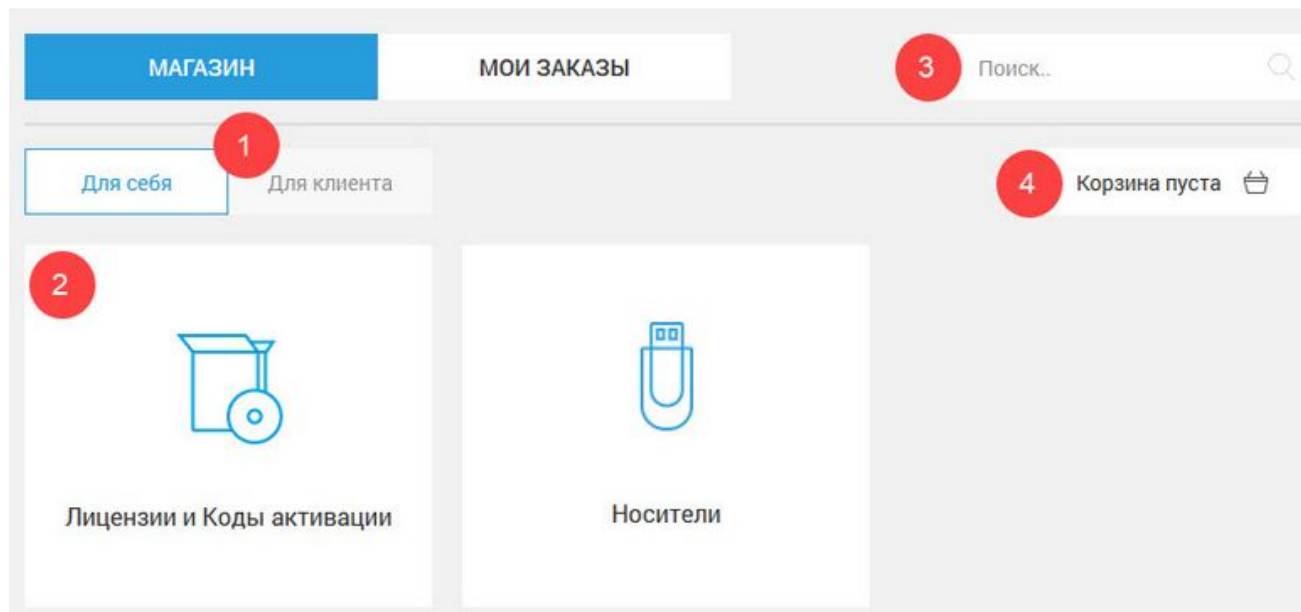 МАГАЗИН
МОИ ЗАКАЗЫ
3
Поиск..
1
Для себя
Для клиента
4
Корзина пуста
2
Лицензии и Коды активации
Носители